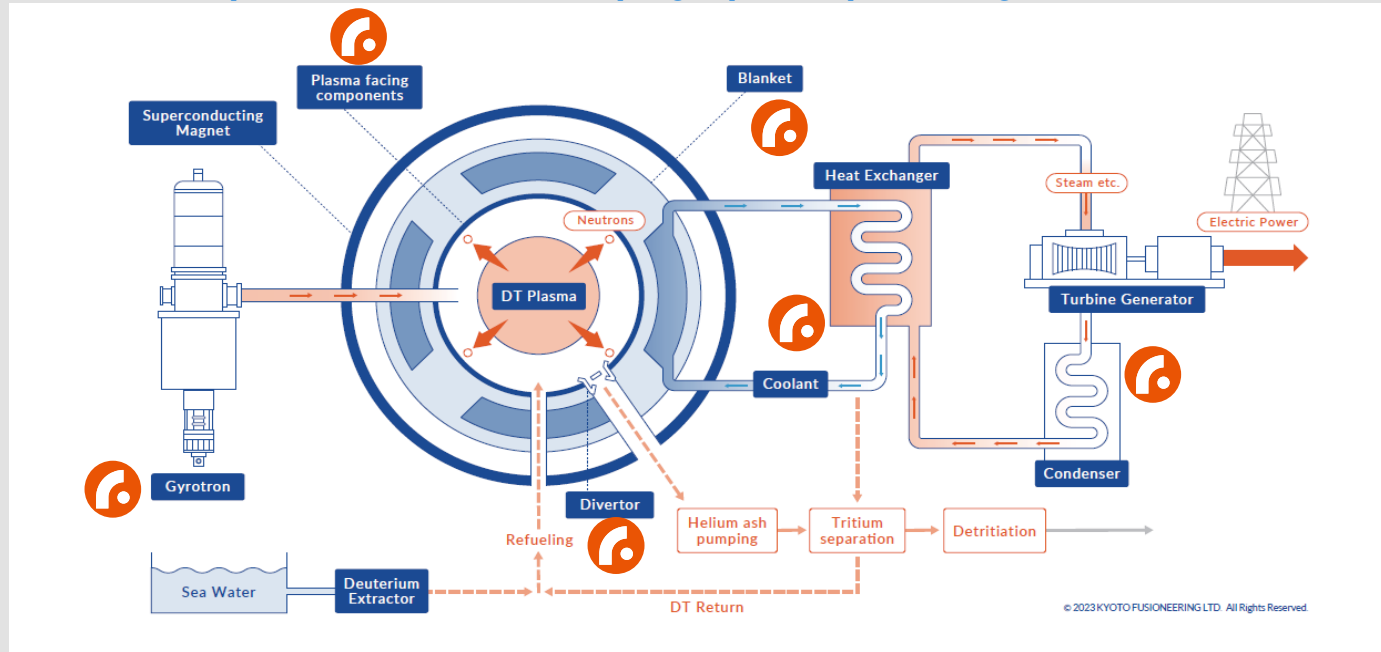 Plasma facing
components
Blanket
Superconducting
Magnet
Heat Exchanger
Steam etc.
Neutrons
Electric Power
DT Plasma
Turbine Generator
Coolant
Condenser
Gyrotron
Divertor
Helium ash
pumping
Tritium
separation
Detritiation
Refueling
Sea Water
Deuterium
Extractor
DT Return
© 2023 KYOTO FUSIONEERING LTD. All Rights Reserved.